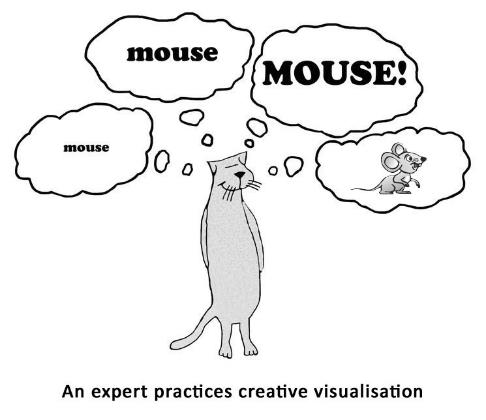 mouse
mouse
MOUSE!
An expert practices creative visualisation